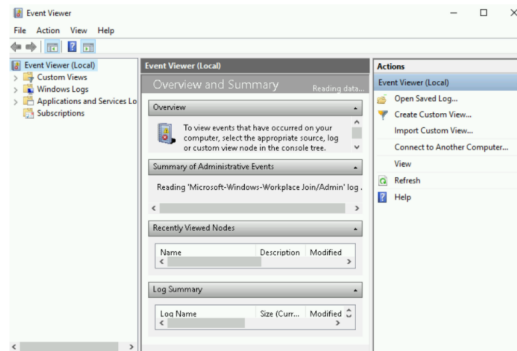 Event Viewer
File Action View Help
Event Viewer (Local)
Custom Views
Windows Logs
Applications and Services Lo
Subscriptions
Event Viewer (Local)
Overview and Summary
Reading data...
Overview
To view events that have occurred on your
computer, select the appropriate source, log
or custom view node in the console tree.
Summary of Administrative Events
Reading 'Microsoft-Windows-Workplace Join/Admin' log .
Recently Viewed Nodes
Name Description Modified
Log Summary
Log Name Size (Curr... Modified
Actions
Event Viewer (Local)
Open Saved Log...
Create Custom View...
Import Custom View...
Connect to Another Computer...
View
Refresh
Help